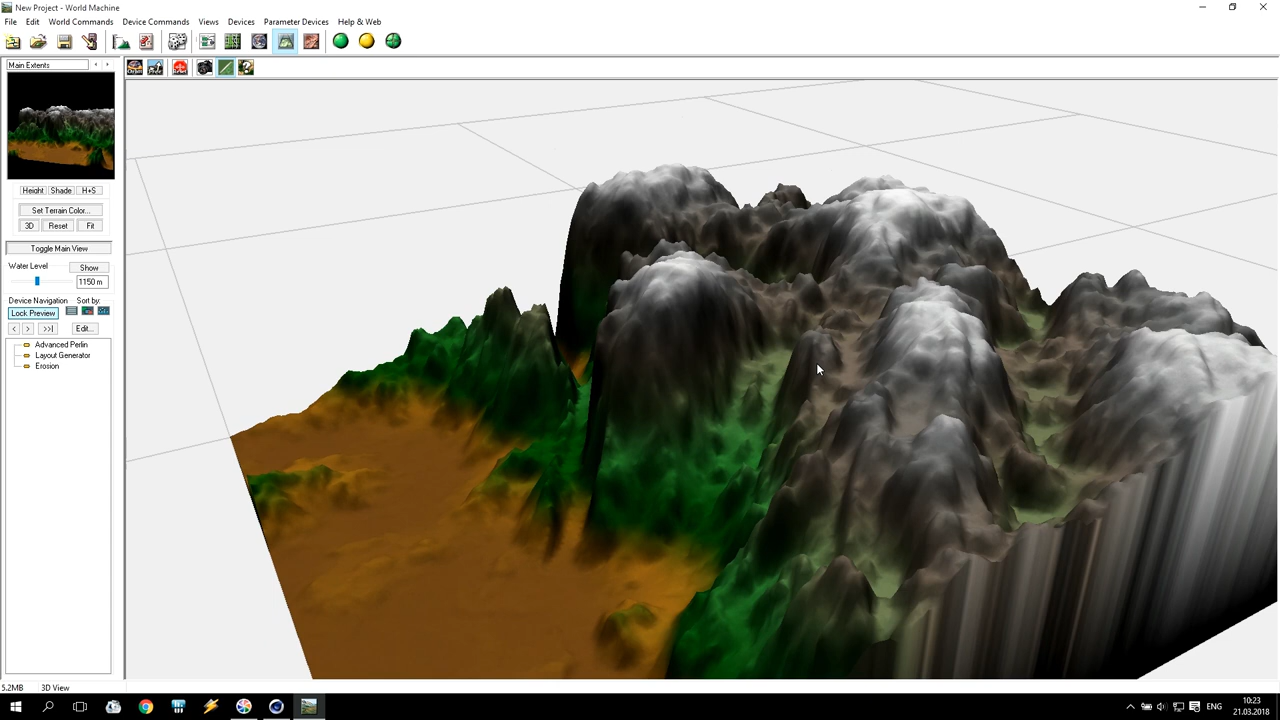 New Project - World Machine
File Edit World Commands Device Commands Views Devices Parameter Devices Help & Web
Main Extents
Height Shade H+S
Set Terrain Color...
3D Reset Fit
Toggle Main View
Water Level Show
1150 m
Device Navigation Sort by:
Lock Preview
< > >>| Edit...
Advanced Perlin
Layout Generator
Erosion
5.2MB 3D View
ENG
10:23
21.03.2018